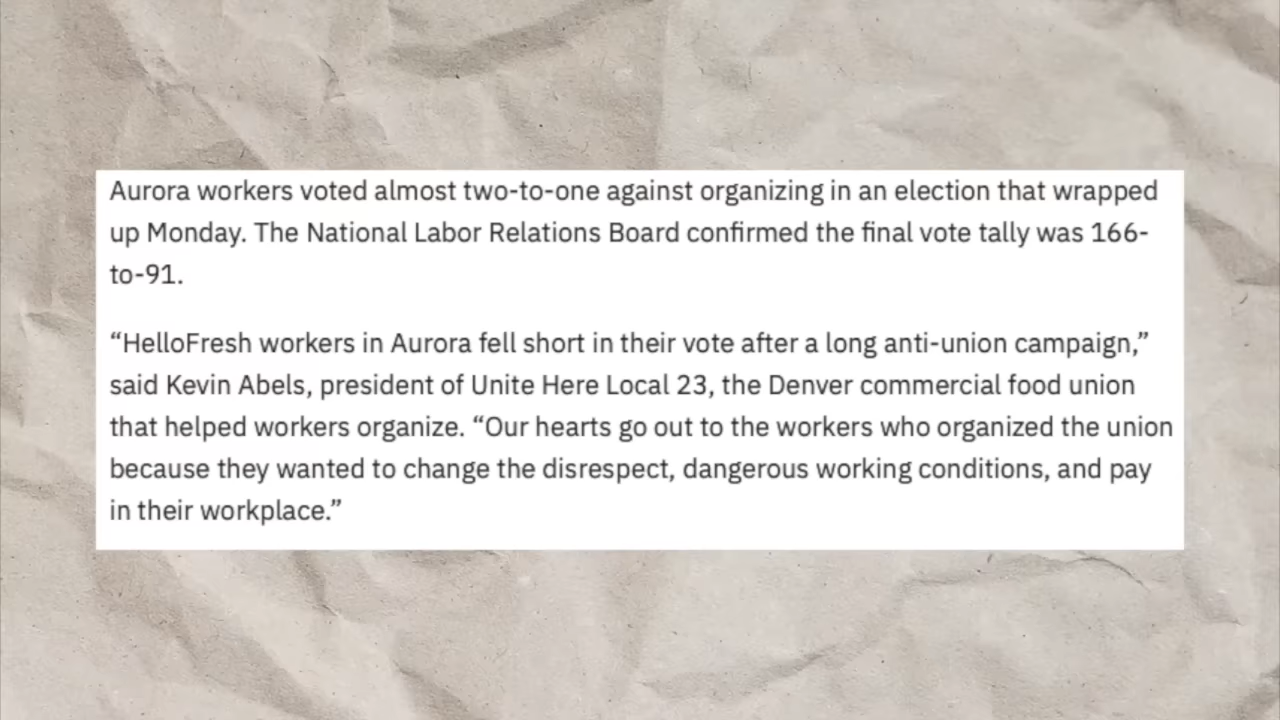 Aurora workers voted almost two-to-one against organizing in an election that wrapped
up Monday. The National Labor Relations Board confirmed the final vote tally was 166-
to-91.
“HelloFresh workers in Aurora fell short in their vote after a long anti-union campaign,”
said Kevin Abels, president of Unite Here Local 23, the Denver commercial food union
that helped workers organize. “Our hearts go out to the workers who organized the union
because they wanted to change the disrespect, dangerous working conditions, and pay
in their workplace.”